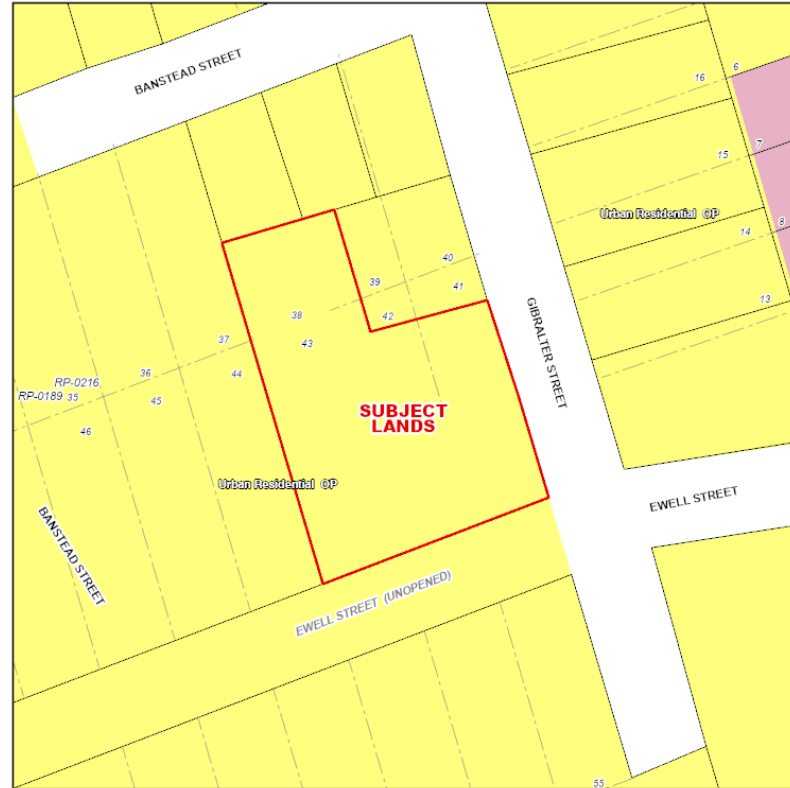 BANSTEAD STREET
6
16
7
15
Urban Residential OP
8
14
40
39
41
13
38
42
GIBRALTER STREET
37
43
36
44
RP-0216
RP-0189 35
45
46
SUBJECT
LANDS
Urban Residential OP
EWELL STREET
BANSTEAD STREET
EWELL STREET (UNOPENED)
55